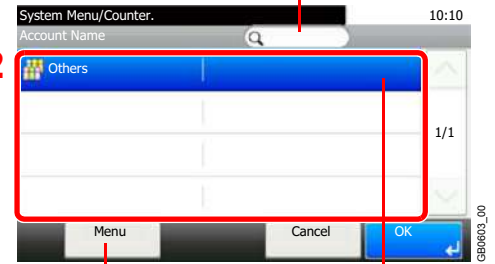 System Menu/Counter. 10:10
Account Name
2
Others
1/1
Menu Cancel OK
GB0603_00